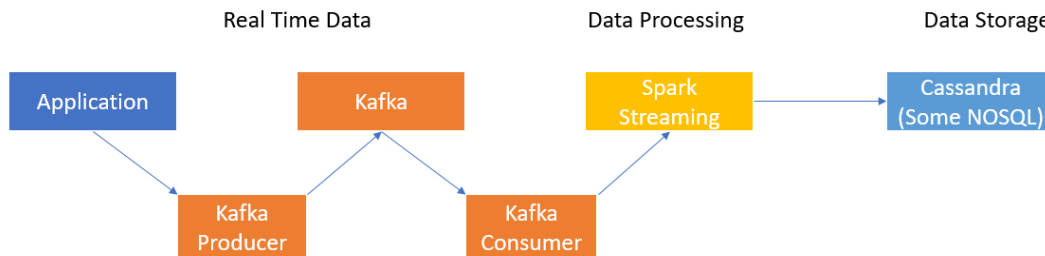 Real Time Data
Data Processing
Data Storage
Application
Kafka
Spark
Streaming
Cassandra
(Some NOSQL)
Kafka
Producer
Kafka
Consumer